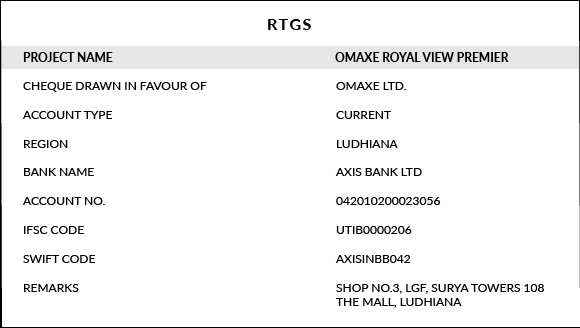 RTGS
PROJECT NAME OMAXE ROYAL VIEW PREMIER
CHEQUE DRAWN IN FAVOUR OF OMAXE LTD.
ACCOUNT TYPE CURRENT
REGION LUDHIANA
BANK NAME AXIS BANK LTD
ACCOUNT NO. 042010200023056
IFSC CODE UTIB0000206
SWIFT CODE AXISINBB042
REMARKS SHOP NO.3, LGF, SURYA TOWERS 108
THE MALL, LUDHIANA